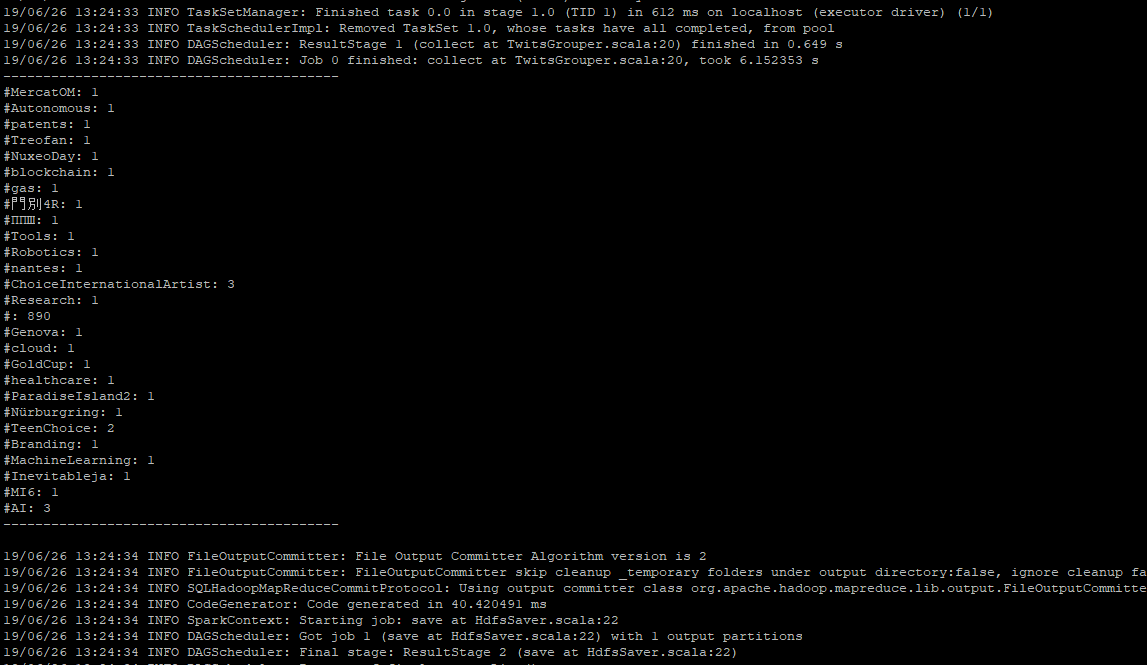 19/06/26 13:24:33 INFO TaskSetManager: Finished task 0.0 in stage 1.0 (TID 1) in 612 ms on localhost (executor driver) (1/1)
19/06/26 13:24:33 INFO TaskSchedulerImpl: Removed TaskSet 1.0, whose tasks have all completed, from pool
19/06/26 13:24:33 INFO DAGScheduler: ResultStage 1 (collect at TwitsGrouper.scala:20) finished in 0.649 s
19/06/26 13:24:33 INFO DAGScheduler: Job 0 finished: collect at TwitsGrouper.scala:20, took 6.152353 s
------------------------------------------
#MercatOM: 1
#Autonomous: 1
#patents: 1
#Treofan: 1
#NuxeoDay: 1
#blockchain: 1
#gas: 1
#門別4R: 1
#ППШ: 1
#Tools: 1
#Robotics: 1
#nantes: 1
#ChoiceInternationalArtist: 3
#Research: 1
#: 890
#Genova: 1
#cloud: 1
#GoldCup: 1
#healthcare: 1
#ParadiseIsland2: 1
#Nürburgring: 1
#TeenChoice: 2
#Branding: 1
#MachineLearning: 1
#Inevitableja: 1
#MI6: 1
#AI: 3
------------------------------------------
19/06/26 13:24:34 INFO FileOutputCommitter: File Output Committer Algorithm version is 2
19/06/26 13:24:34 INFO FileOutputCommitter: FileOutputCommitter skip cleanup _temporary folders under output directory:false, ignore cleanup fa
19/06/26 13:24:34 INFO SQLHadoopMapReduceCommitProtocol: Using output committer class org.apache.hadoop.mapreduce.lib.output.FileOutputCommitte
19/06/26 13:24:34 INFO CodeGenerator: Code generated in 40.420491 ms
19/06/26 13:24:34 INFO SparkContext: Starting job: save at HdfsSaver.scala:22
19/06/26 13:24:34 INFO DAGScheduler: Got job 1 (save at HdfsSaver.scala:22) with 1 output partitions
19/06/26 13:24:34 INFO DAGScheduler: Final stage: ResultStage 2 (save at HdfsSaver.scala:22)